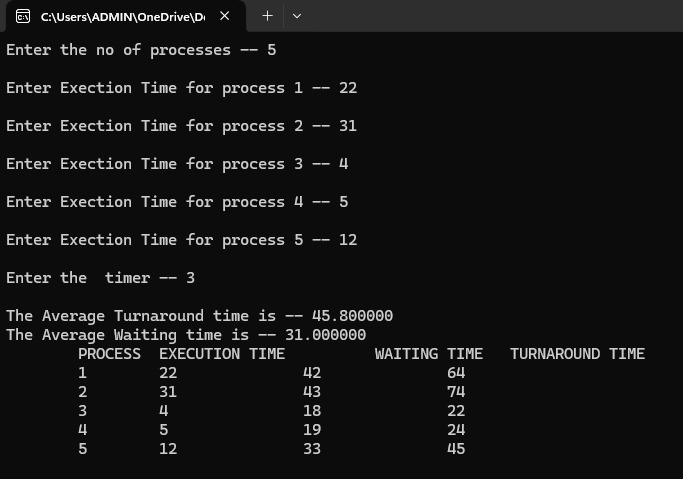 C:\Users\ADMIN\OneDrive\De
Enter the no of processes -- 5
Enter Exection Time for process 1 -- 22
Enter Exection Time for process 2 -- 31
Enter Exection Time for process 3 -- 4
Enter Exection Time for process 4 -- 5
Enter Exection Time for process 5 -- 12
Enter the  timer -- 3
The Average Turnaround time is -- 45.800000
The Average Waiting time is -- 31.000000
PROCESS EXECUTION TIME WAITING TIME TURNAROUND TIME
1 22 42 64
2 31 43 74
3 4 18 22
4 5 19 24
5 12 33 45